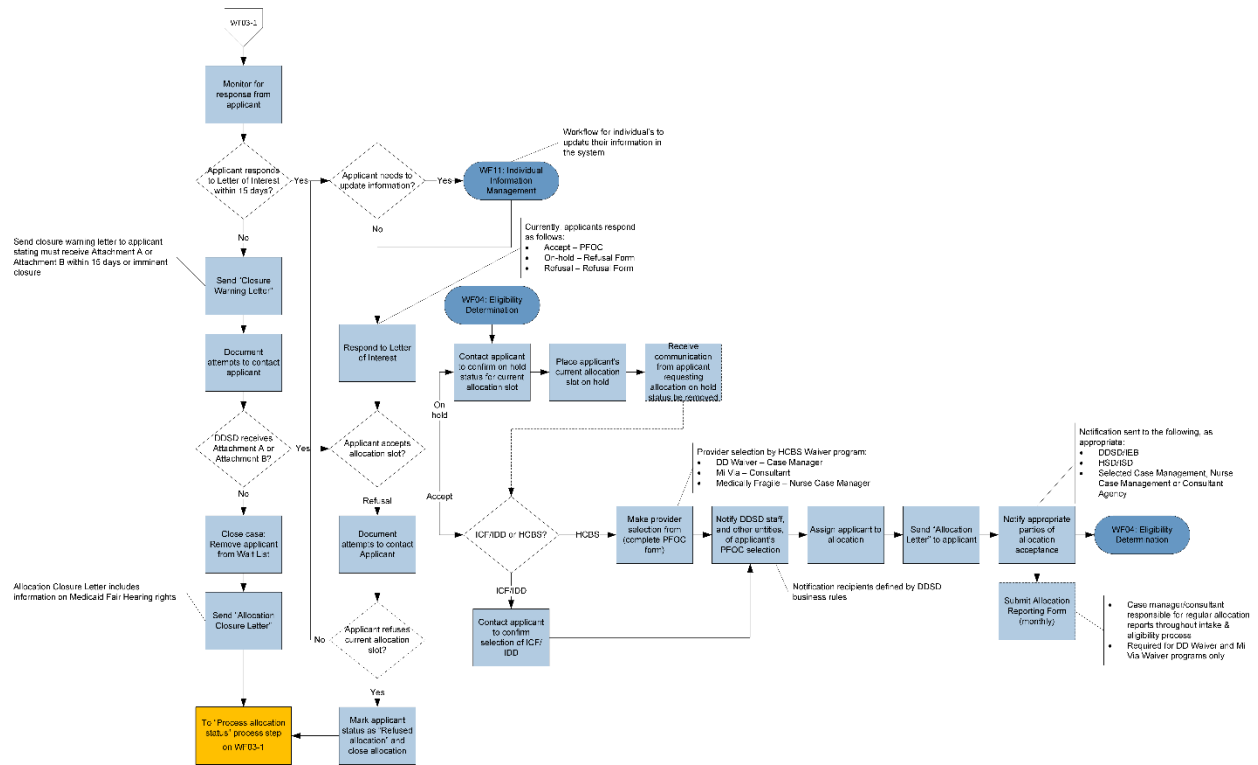 WF03-1
Monitor for
response from
applicant
Applicant responds
to Letter of Interest
within 15 days?
Yes
Applicant needs to
update information?
Yes
WF11: Individual
Information
Management
Workflow for individual's to
update their information in
the system
No
No
Send closure warning letter to applicant
stating must receive Attachment A or
Attachment B within 15 days or imminent
closure
Send "Closure
Warning Letter"
Currently, applicants respond
as follows:
• Accept – PFOC
• On-hold – Refusal Form
• Refusal – Refusal Form
WF04: Eligibility
Determination
Document
attempts to contact
applicant
Respond to Letter
of Interest
Contact applicant
to confirm on hold
status for current
allocation slot
Place applicant's
current allocation
slot on hold
Receive
communication
from applicant
requesting
allocation on hold
status be removed
On
hold
DDSD receives
Attachment A or
Attachment B?
Yes
Applicant accepts
allocation slot?
Accept
Refusal
No
Provider selection by HCBS Waiver program:
• DD Waiver – Case Manager
• Mi Via – Consultant
• Medically Fragile – Nurse Case Manager
Notification sent to the following, as
appropriate:
• DDSD/IEB
• HSD/ISD
• Selected Case Management, Nurse
Case Management or Consultant
Agency
Close case:
Remove applicant
from Wait List
Document
attempts to contact
Applicant
ICF/IDD or HCBS?
HCBS
Make provider
selection from
(complete PFOC
form)
Notify DDSD staff,
and other entities,
of applicant's
PFOC selection
Assign applicant to
allocation
Send "Allocation
Letter" to applicant
Notify appropriate
parties of
allocation
acceptance
WF04: Eligibility
Determination
Allocation Closure Letter includes
information on Medicaid Fair Hearing rights
Send "Allocation
Closure Letter"
No
Applicant refuses
current allocation
slot?
ICF/IDD
Contact applicant
to confirm
selection of ICF/
IDD
Notification recipients defined by DDSD
business rules
Submit Allocation
Reporting Form
(monthly)
• Case manager/consultant
responsible for regular allocation
reports throughout intake &
eligibility process
• Required for DD Waiver and Mi
Via Waiver programs only
Yes
To "Process allocation
status" process step
on WF03-1
Mark applicant
status as "Refused
allocation" and
close allocation